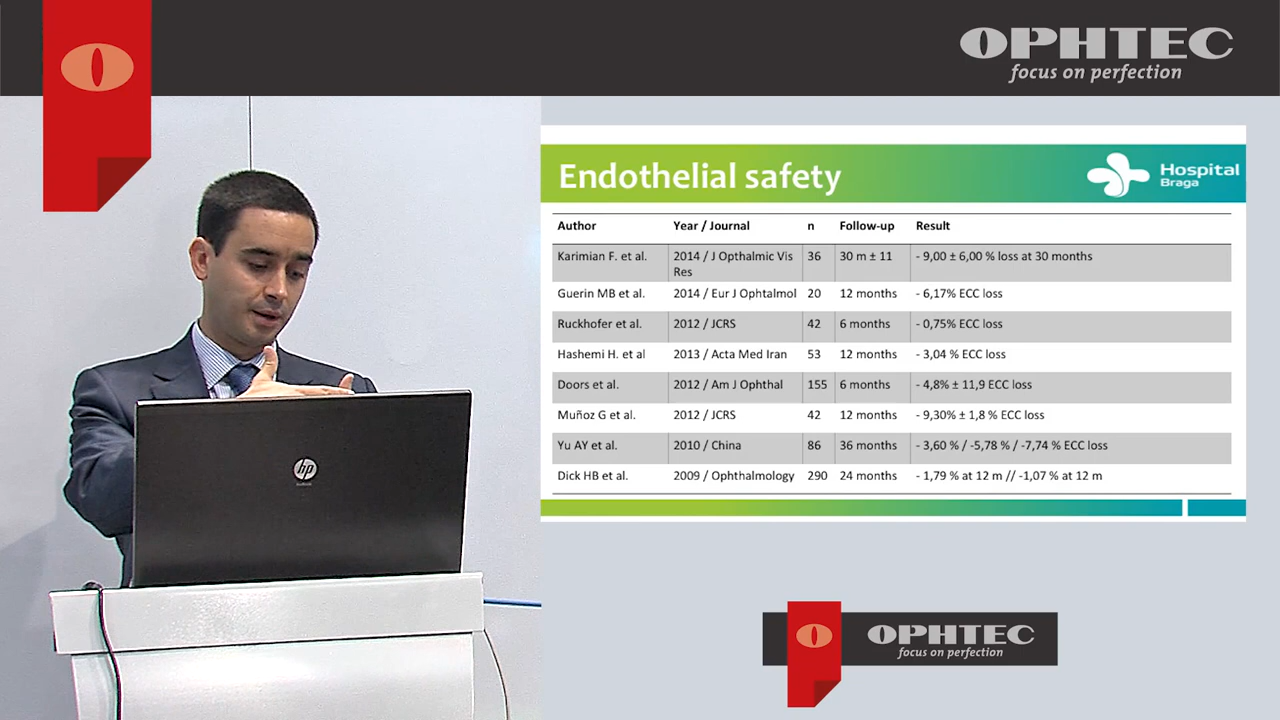 OPHTEC
focus on perfection
Endothelial safety
Hospital
Braga
Author Year / Journal n Follow-up Result
Karimian F. et al. 2014 / J Opthalmic Vis Res 36 30 m ± 11 - 9,00 ± 6,00 % loss at 30 months
Guerin MB et al. 2014 / Eur J Ophtalmol 20 12 months - 6,17% ECC loss
Ruckhofer et al. 2012 / JCRS 42 6 months - 0,75% ECC loss
Hashemi H. et al 2013 / Acta Med Iran 53 12 months - 3,04 % ECC loss
Doors et al. 2012 / Am J Ophthal 155 6 months - 4,8% ± 11,9 ECC loss
Muñoz G et al. 2012 / JCRS 42 12 months - 9,30% ± 1,8 % ECC loss
Yu AY et al. 2010 / China 86 36 months - 3,60 % / -5,78 % / -7,74 % ECC loss
Dick HB et al. 2009 / Ophthalmology 290 24 months - 1,79 % at 12 m // -1,07 % at 12 m
hp
OPHTEC
focus on perfection